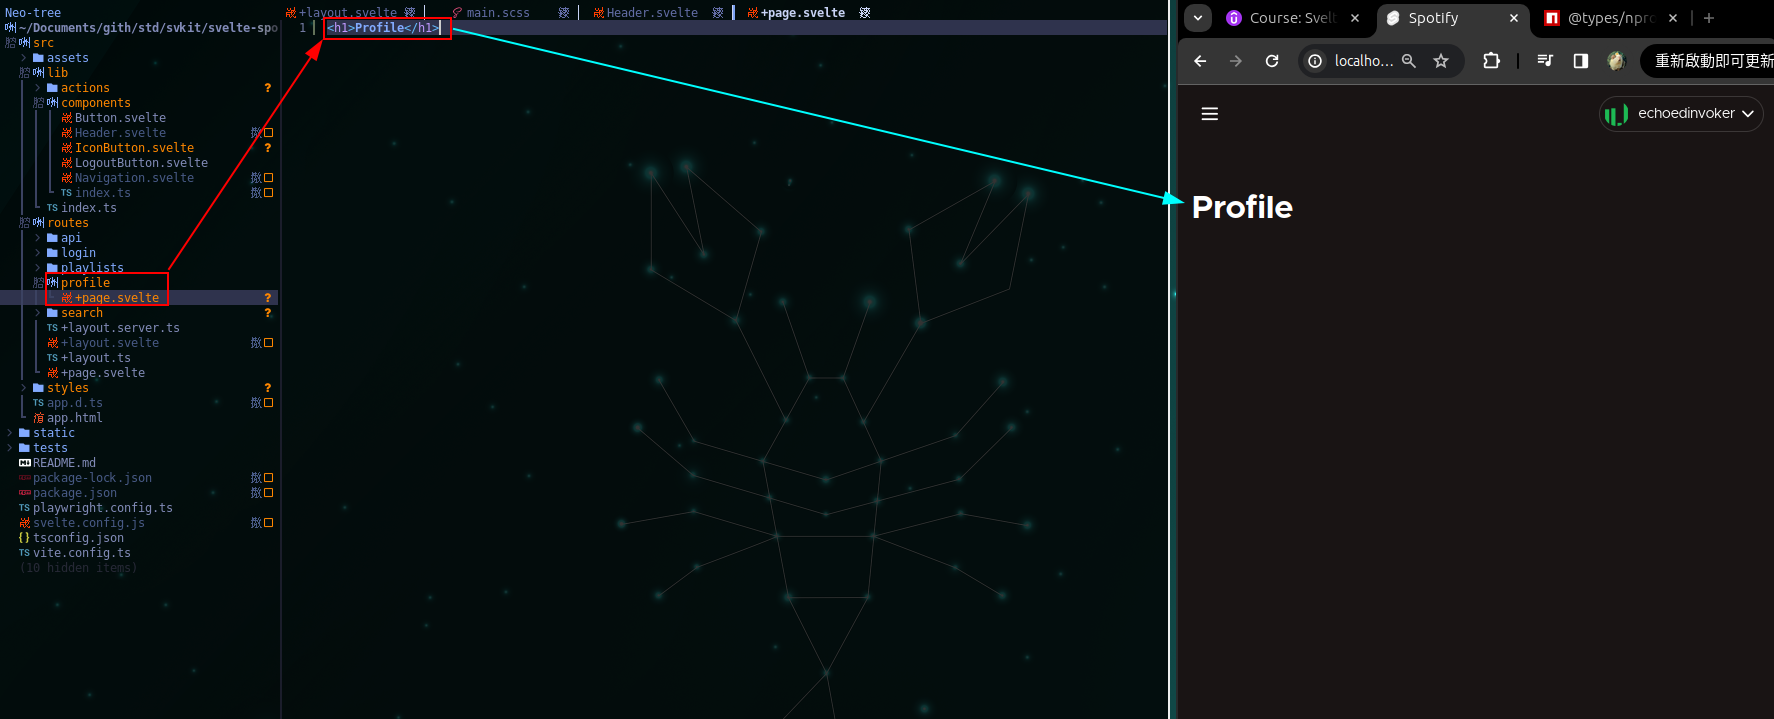 Neo-tree
~/Documents/gith/std/svkit/svelte-spo
src
assets
lib
actions ?
components
Button.svelte
Header.svelte
IconButton.svelte ?
LogoutButton.svelte
Navigation.svelte
TS index.ts
TS index.ts
routes
api
login
playlists
profile
+page.svelte ?
search ?
TS +layout.server.ts
+layout.svelte
TS +layout.ts
+page.svelte
styles ?
TS app.d.ts
app.html
static
tests
README.md
package-lock.json
package.json
TS playwright.config.ts
svelte.config.js
{} tsconfig.json
TS vite.config.ts
(10 hidden items)
+layout.svelte main.scss Header.svelte +page.svelte
1 <h1>Profile</h1>
Course: Svel Spotify @types/npro
localho... 重新啟動即可更新
echoedinvoker
Profile